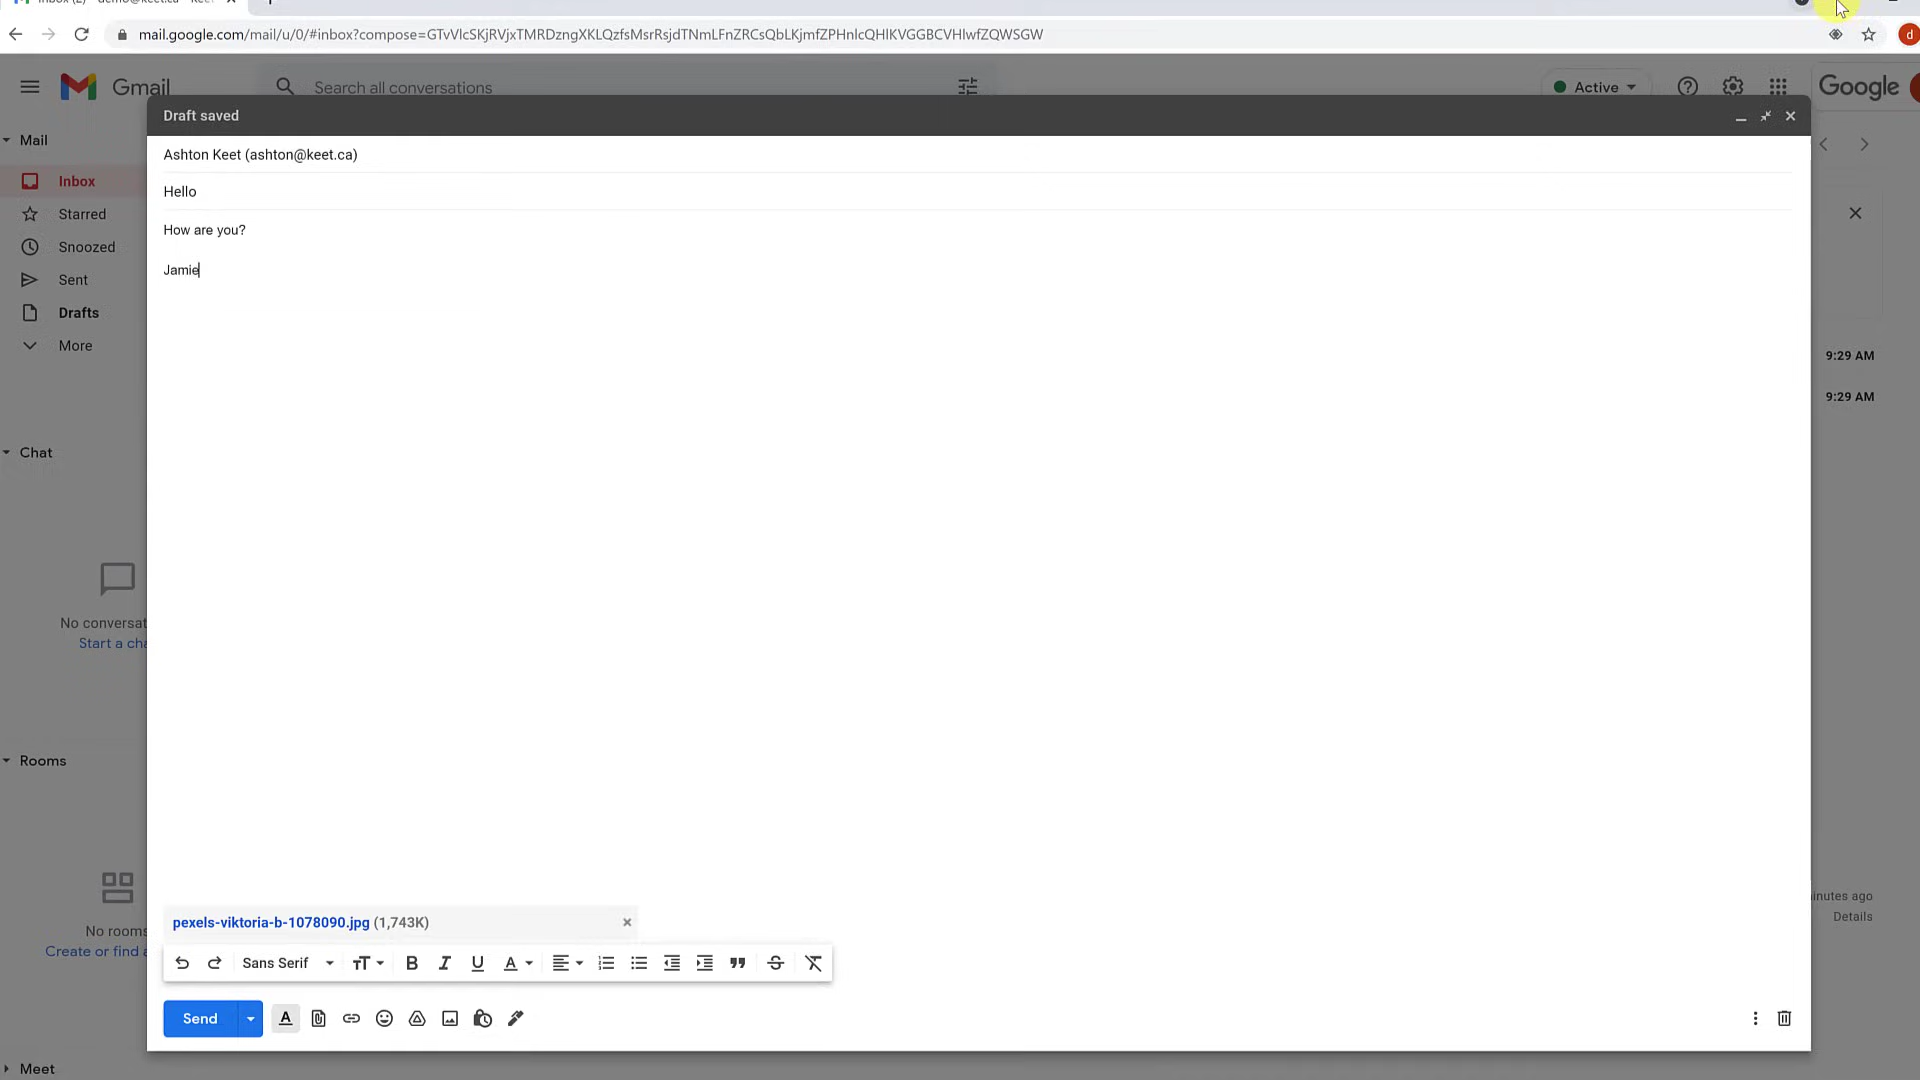 mail.google.com/mail/u/0/#inbox?compose=GTvVlcSKjRVjxTMRDzngXKLQzfsMsrRsjdTNmLFnZRCsQbLKjmfZPHnlcQHlKVGGBCVHlwfZQWSGW
d
Gmail
Search all conversations
Active
Google
Draft saved
Mail
Ashton Keet (ashton@keet.ca)
Inbox
Hello
Starred
How are you?
Snoozed
Jamie
Sent
Drafts
More
9:29 AM
9:29 AM
Chat
No conversat
Start a cha
Rooms
No rooms
Create or find a
inutes ago
Details
pexels-viktoria-b-1078090.jpg (1,743K)
Sans Serif
Send
Meet